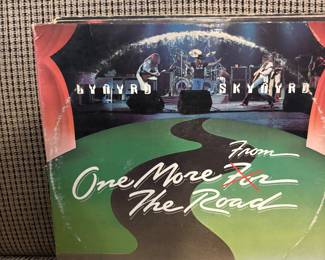 LYNYRD SKYNYRD
From
One More For
The Road